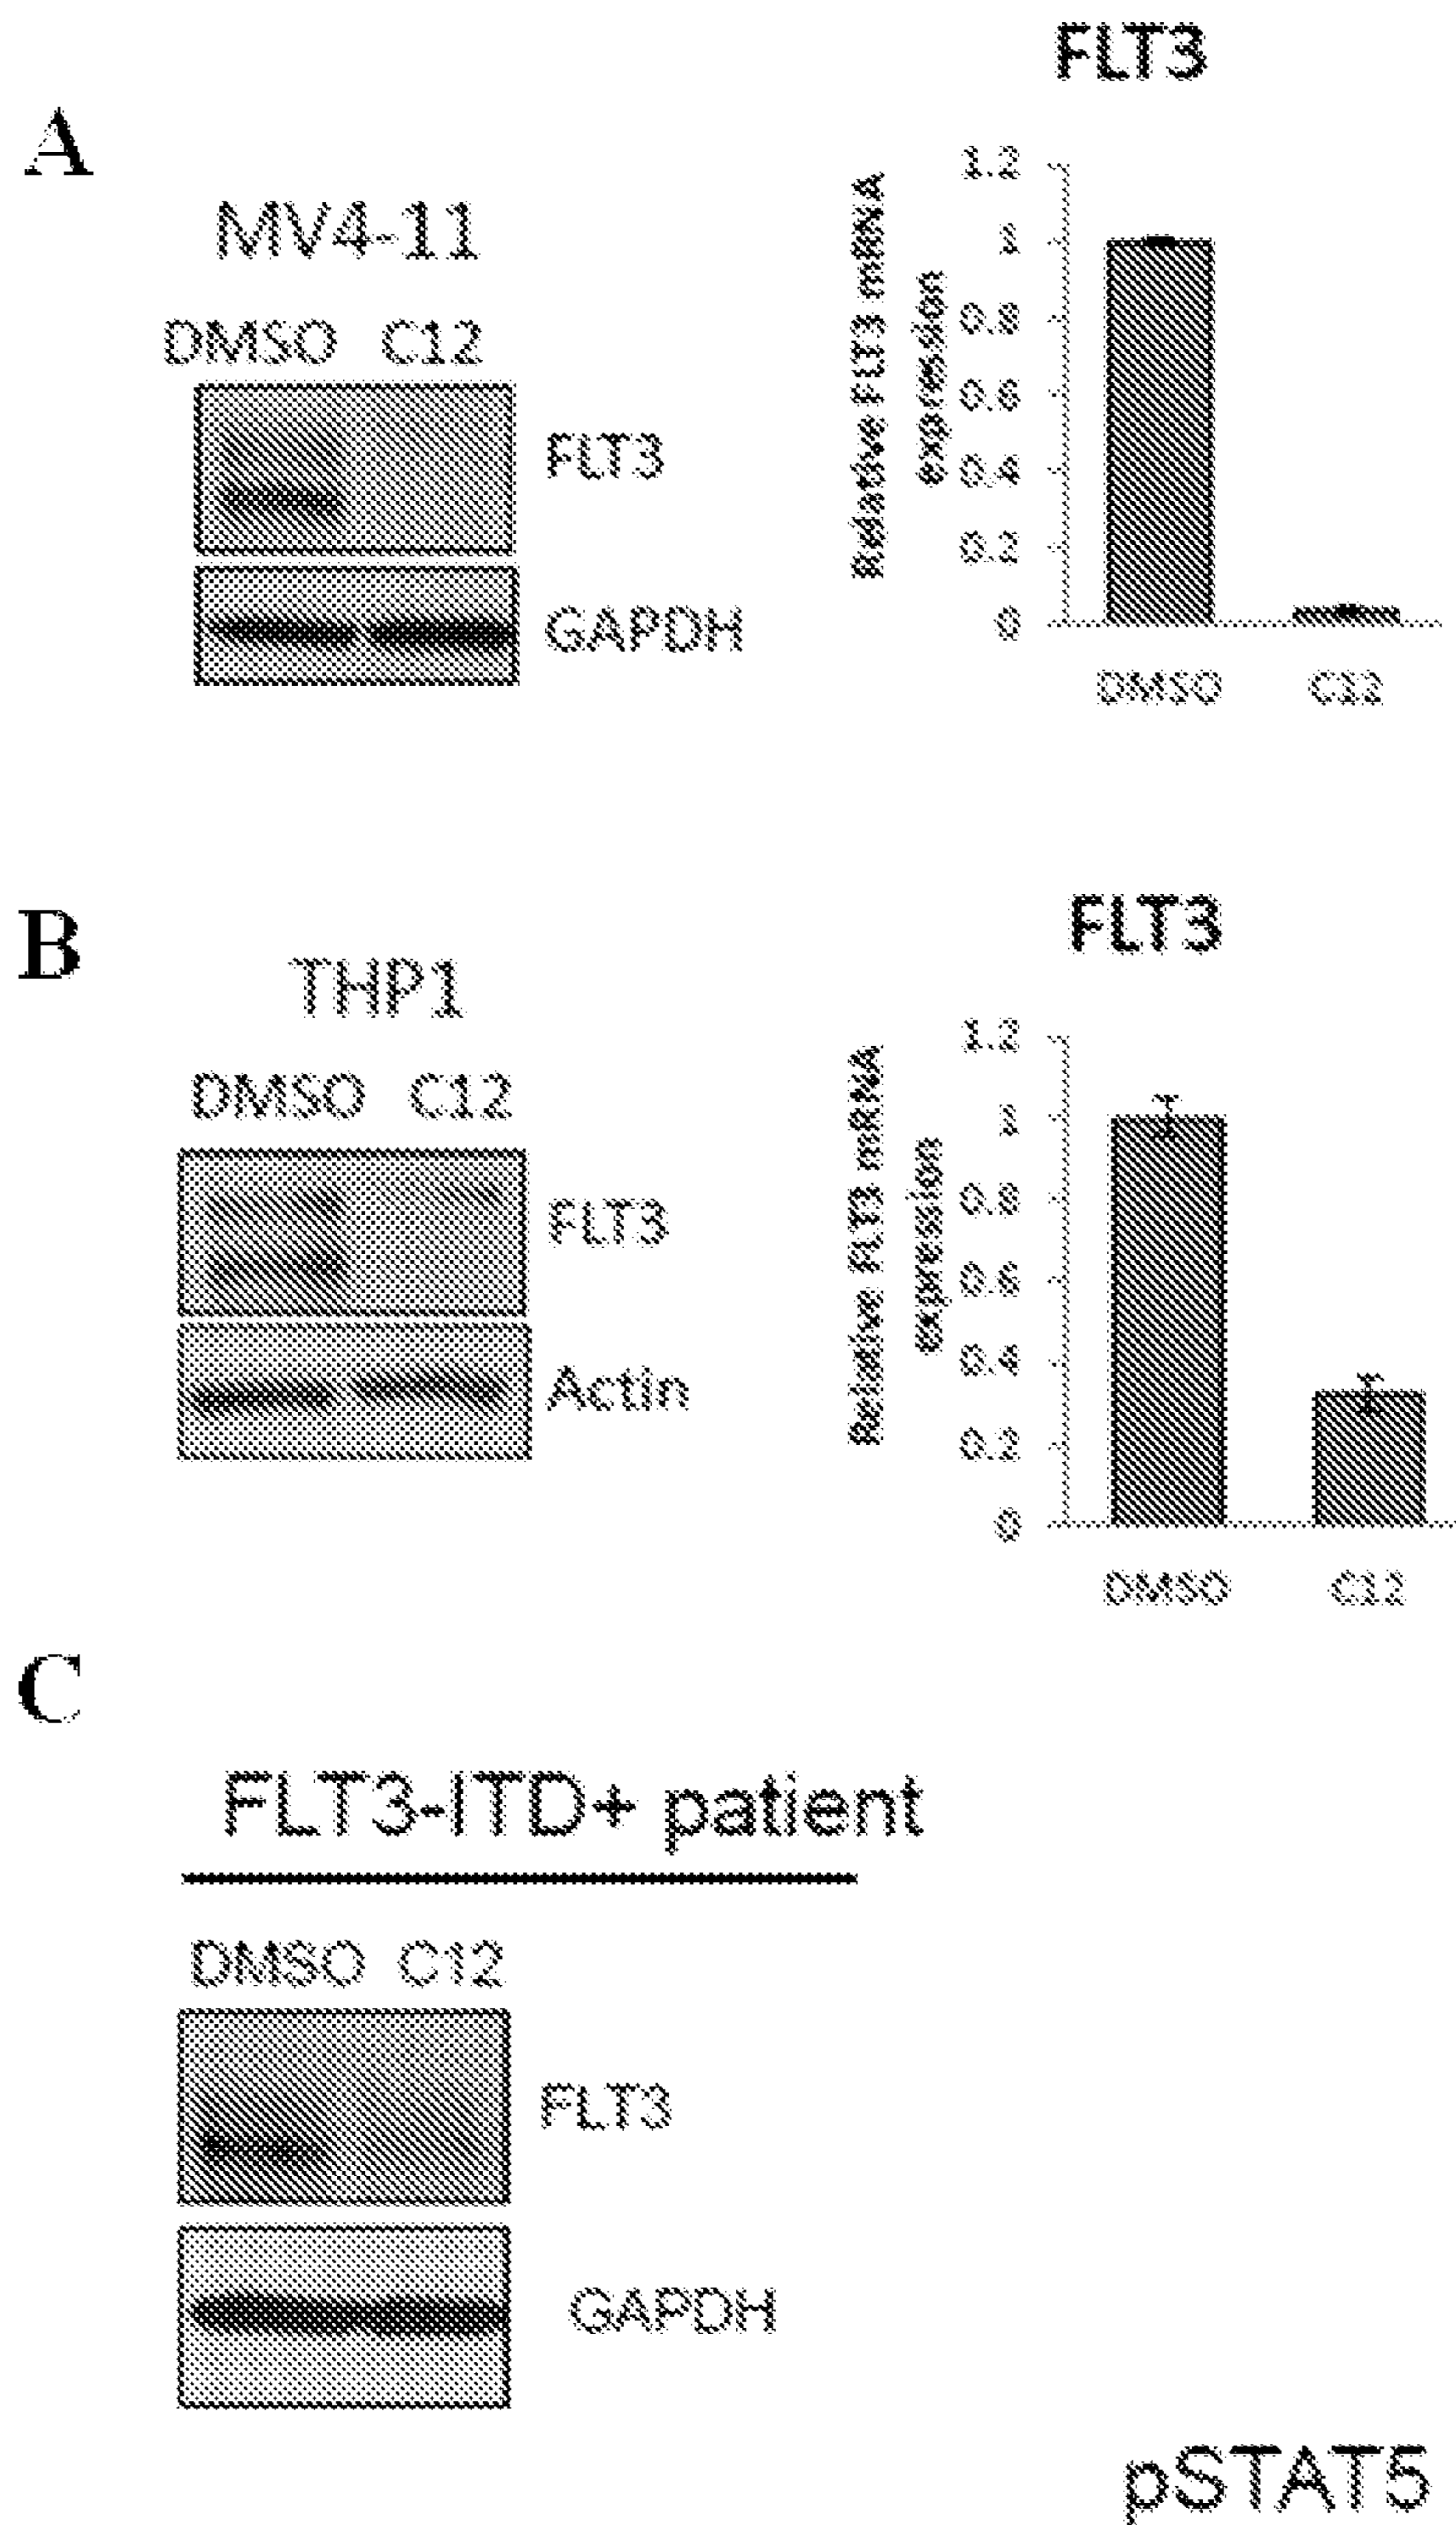 A
MV4-11
DMSO C12
FLT3
GAPDH
FLT3
Relative FLT3 mRNA
expression
1.2
1
0.8
0.6
0.4
0.2
0
DMSO C12
B
THP1
DMSO C12
FLT3
Actin
FLT3
Relative FLT3 mRNA
expression
1.2
1
0.8
0.6
0.4
0.2
0
DMSO C12
C
FLT3-ITD+ patient
DMSO C12
FLT3
GAPDH
pSTAT5